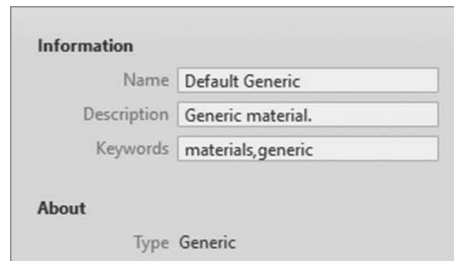 Information
Name Default Generic
Description Generic material.
Keywords materials,generic
About
Type Generic